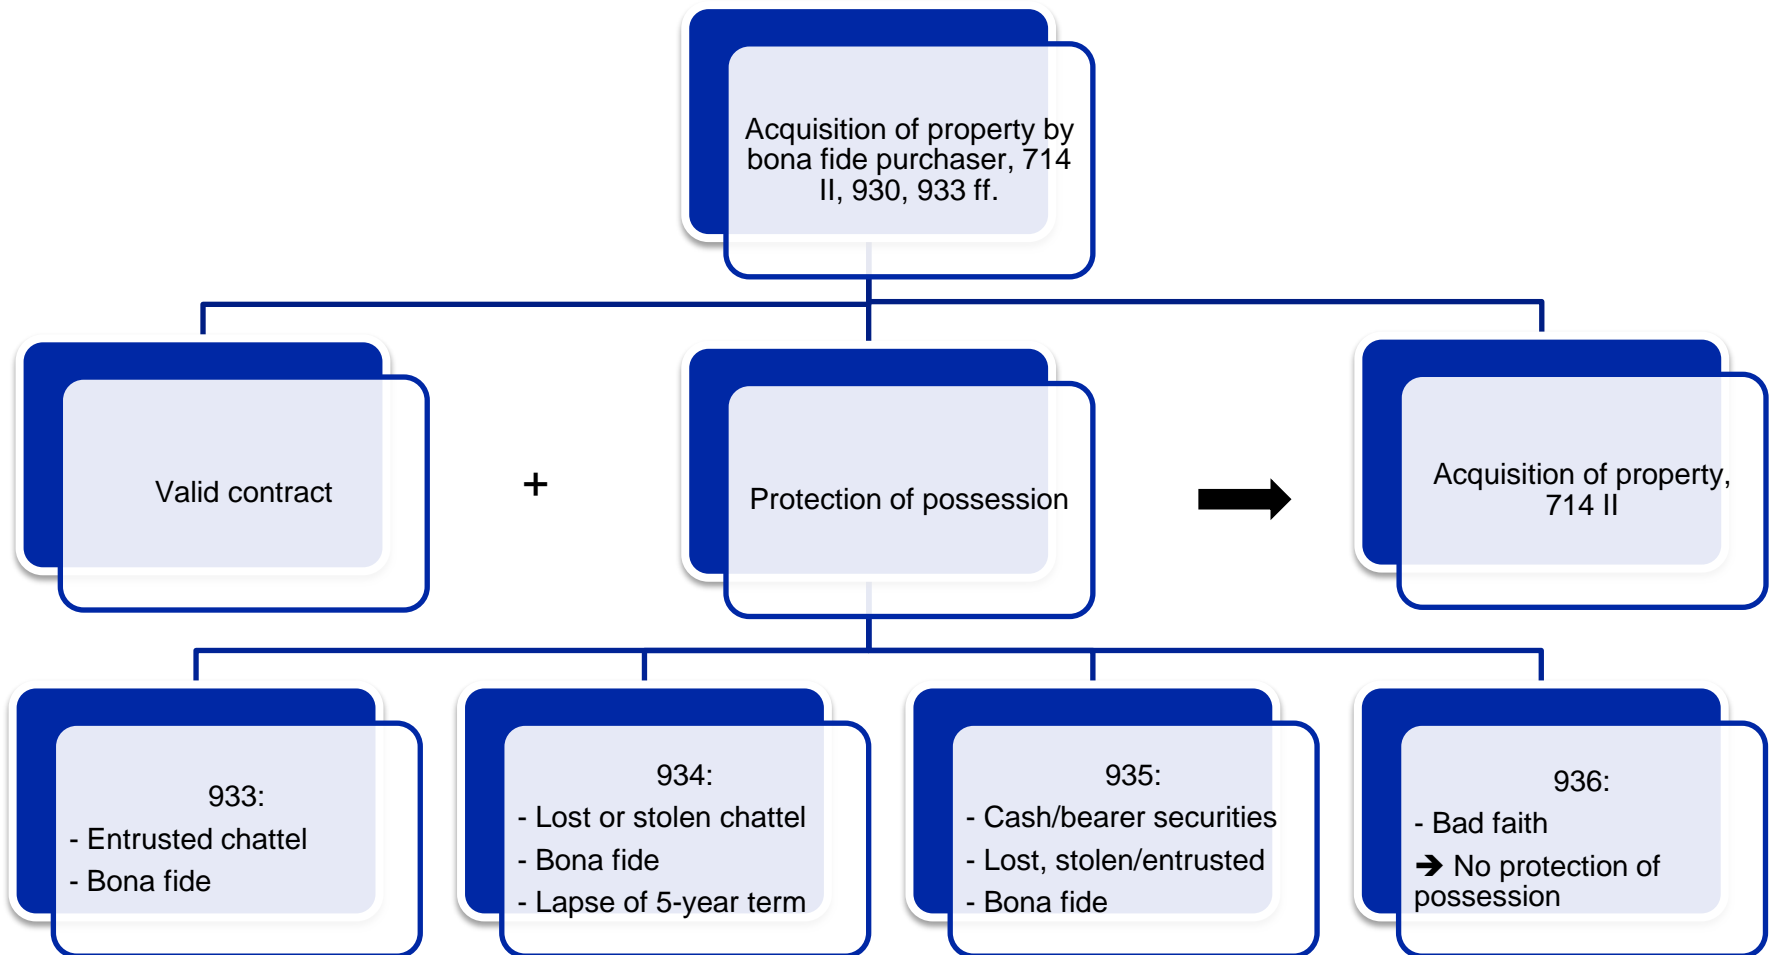 Acquisition of property by
bona fide purchaser, 714
II, 930, 933 ff.
Valid contract
+
Protection of possession
Acquisition of property,
714 II
933:
- Entrusted chattel
- Bona fide
934:
- Lost or stolen chattel
- Bona fide
- Lapse of 5-year term
935:
- Cash/bearer securities
- Lost, stolen/entrusted
- Bona fide
936:
- Bad faith
➔ No protection of
possession